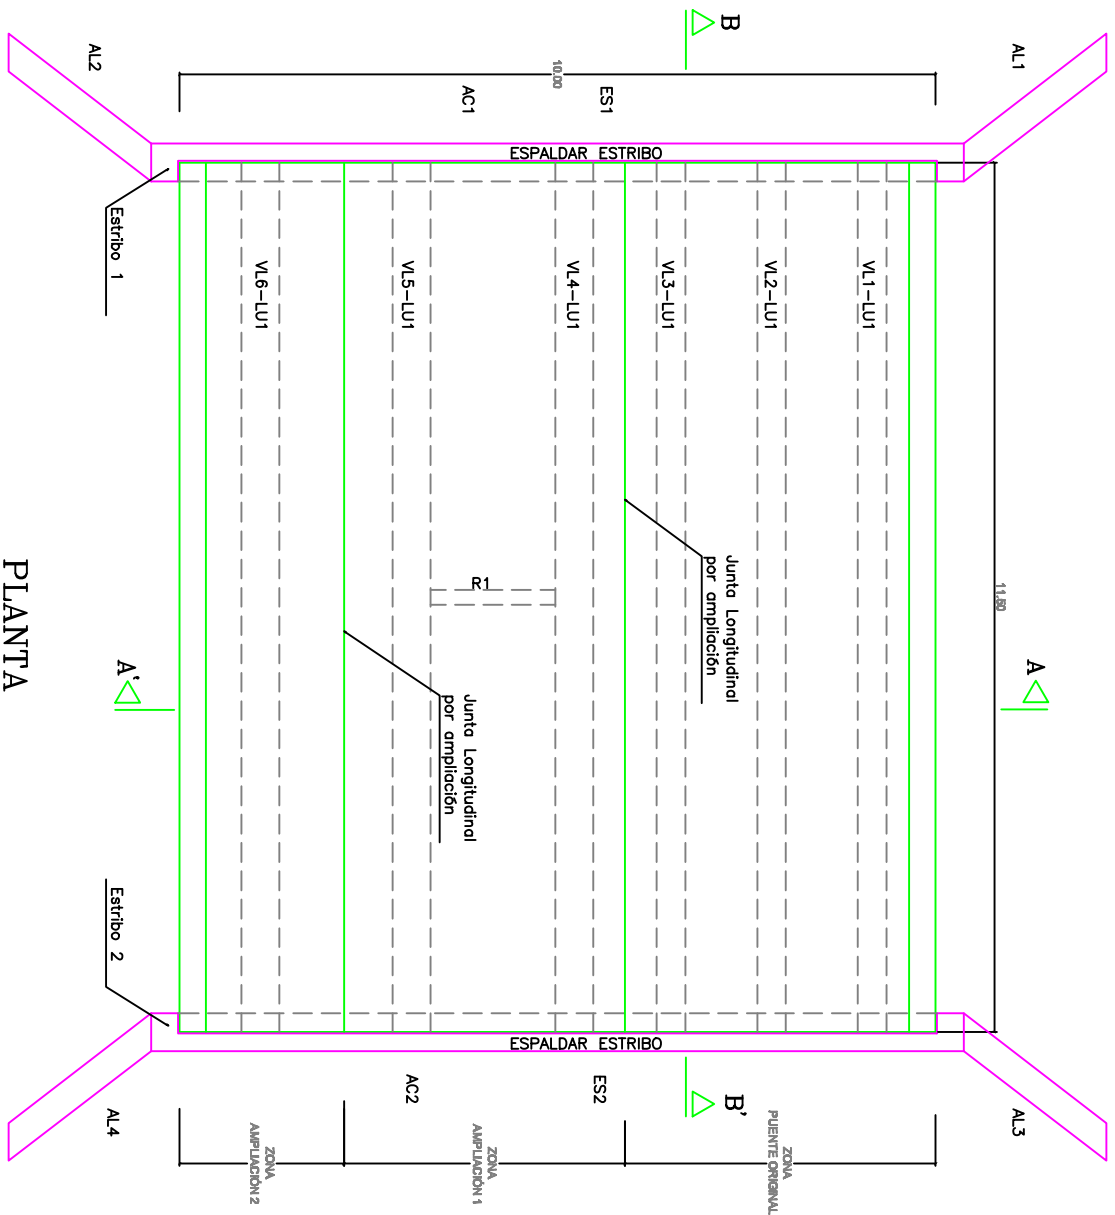 B
AL2
AL1
10.00
AC1
ES1
ESPALDAR ESTRIBO
Estribo 1
VL6-LU1
VL5-LU1
VL4-LU1
VL3-LU1
VL2-LU1
VL1-LU1
R1
Junta Longitudinal
por ampliación
Junta Longitudinal
por ampliación
11.50
PLANTA
A'
A
Estribo 2
ESPALDAR ESTRIBO
AC2
ES2
B'
AL4
AL3
ZONA
AMPLIACIÓN 2
ZONA
AMPLIACIÓN 1
ZONA
PUENTE ORIGINAL